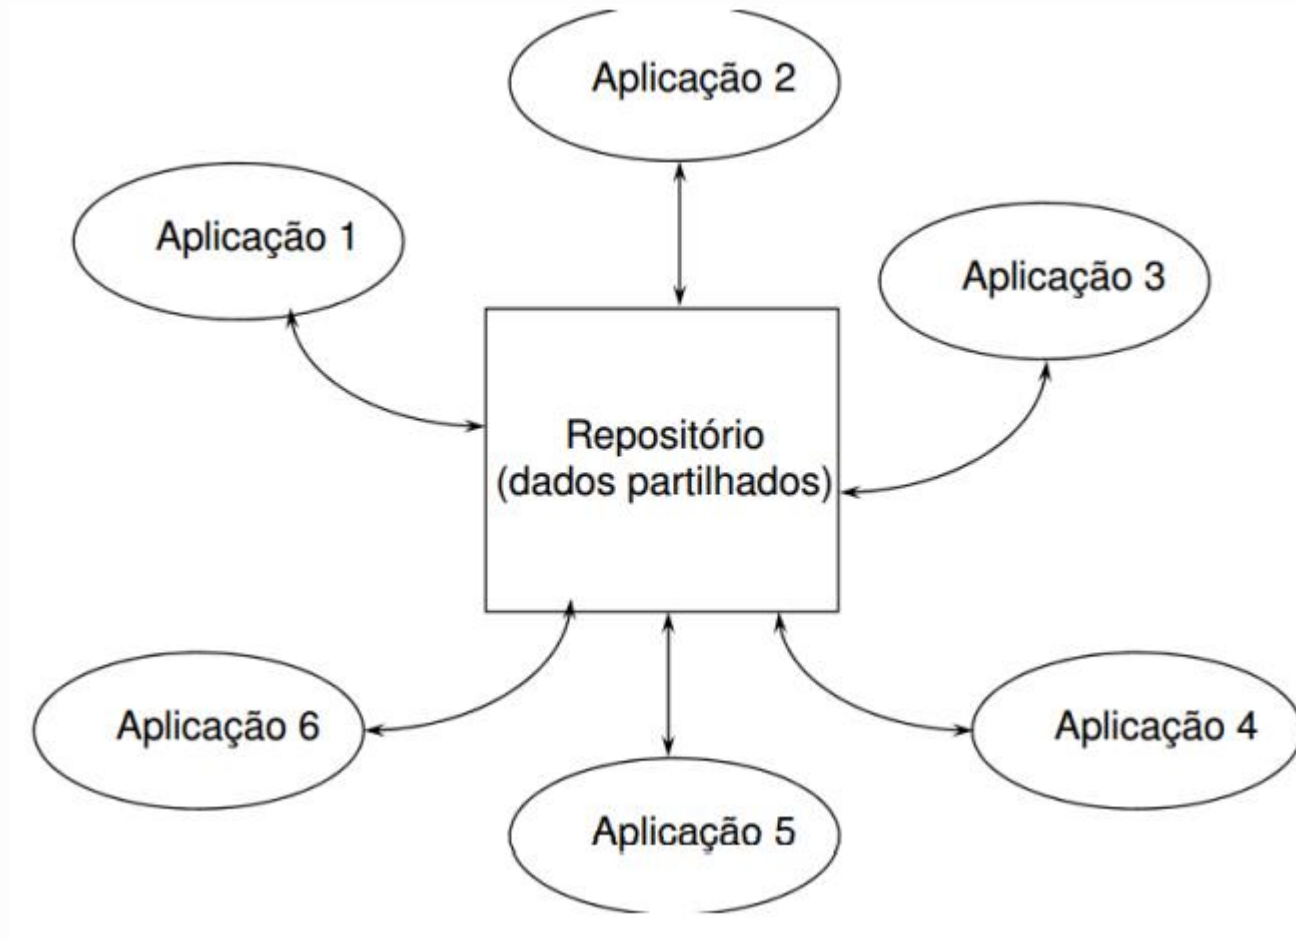 Aplicação 2
Aplicação 1
Aplicação 3
Repositório
(dados partilhados)
Aplicação 6
Aplicação 4
Aplicação 5